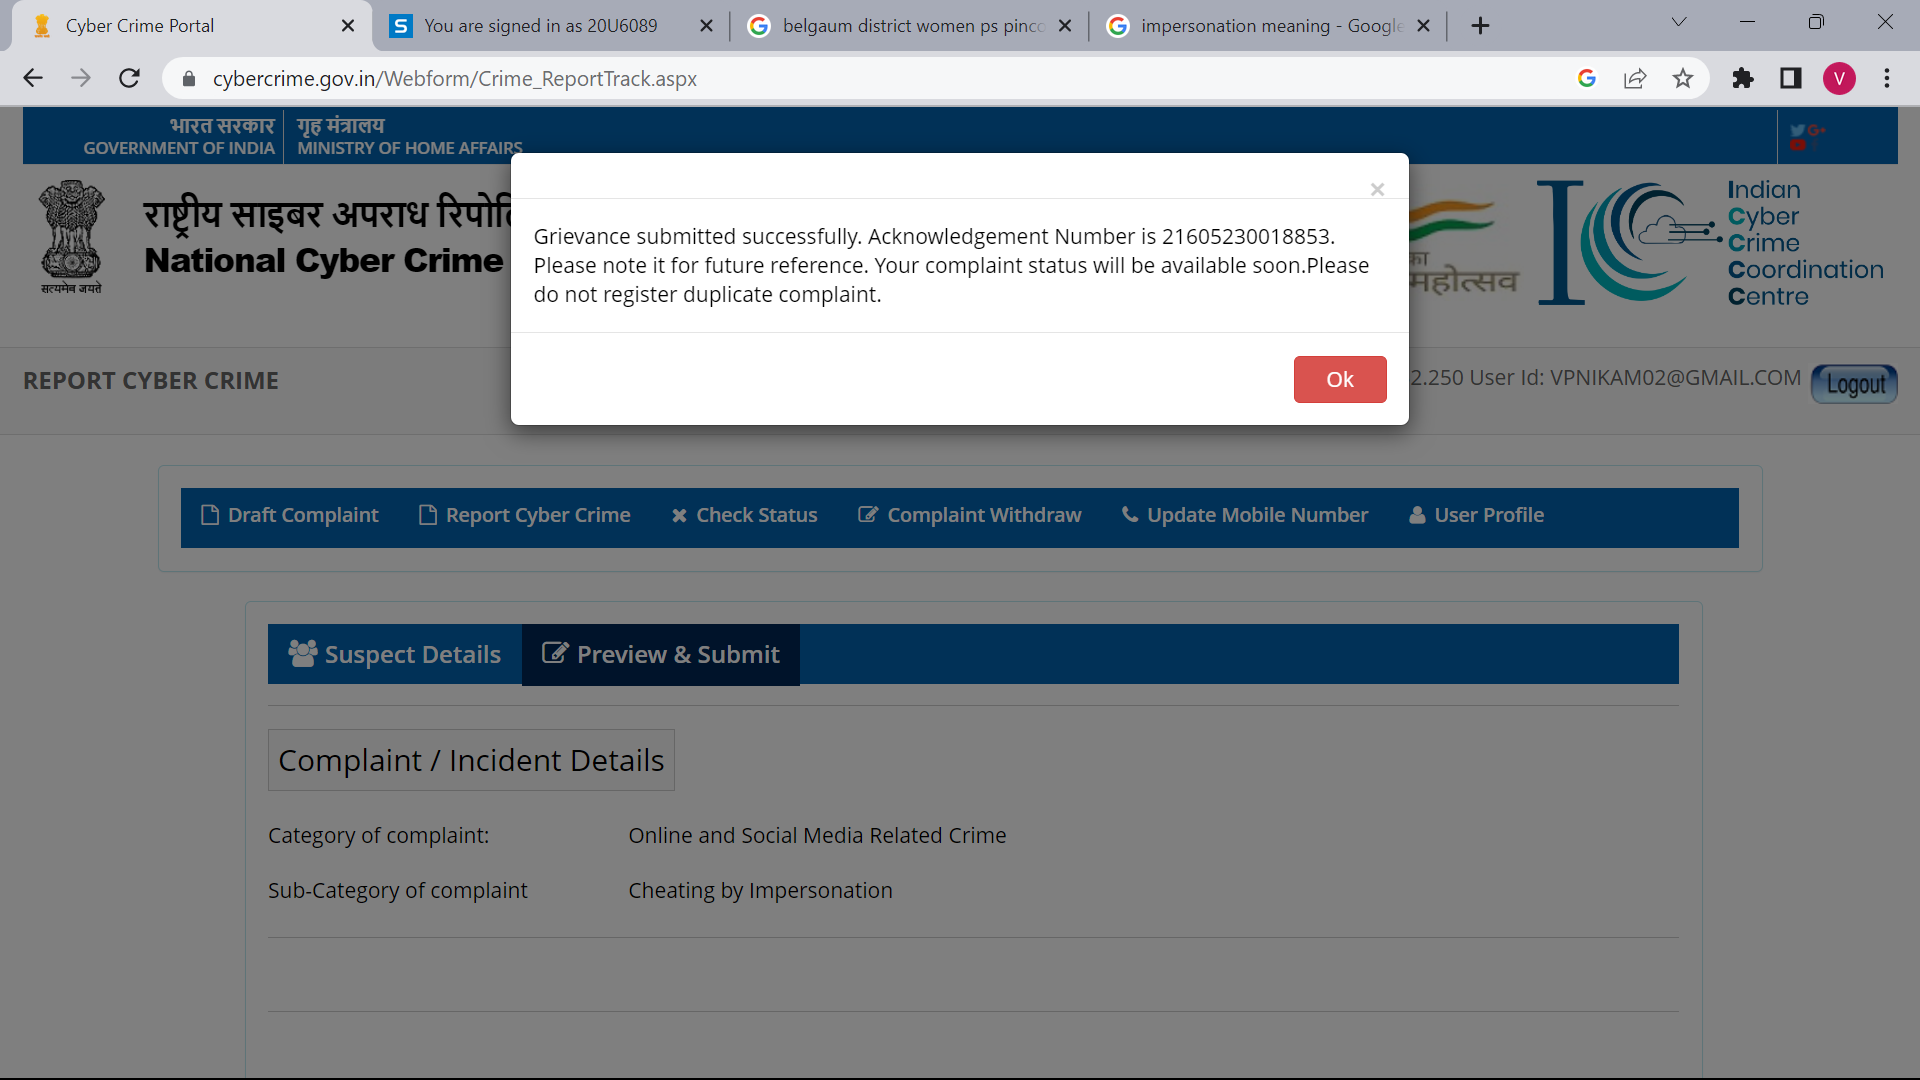 Cyber Crime Portal
You are signed in as 20U6089
belgaum district women ps pinco
impersonation meaning - Google
cybercrime.gov.in/Webform/Crime_ReportTrack.aspx
V
भारत सरकार
गृह मंत्रालय
GOVERNMENT OF INDIA
MINISTRY OF HOME AFFAIRS
सत्यमेव जयते
राष्ट्रीय साइबर अपराध
National Cyber Crime
Grievance submitted successfully. Acknowledgement Number is 21605230018853.
Please note it for future reference. Your complaint status will be available soon.Please
do not register duplicate complaint.
Ok
का
महोत्सव
Indian
Cyber
Crime
Coordination
Centre
REPORT CYBER CRIME
2.250 User Id: VPNIKAM02@GMAIL.COM
Logout
Draft Complaint
Report Cyber Crime
Check Status
Complaint Withdraw
Update Mobile Number
User Profile
Suspect Details
Preview & Submit
Complaint / Incident Details
Category of complaint:
Online and Social Media Related Crime
Sub-Category of complaint
Cheating by Impersonation